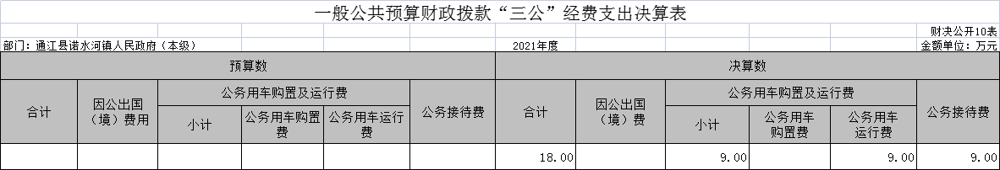 一般公共预算财政拨款“三公”经费支出决算表
财决公开10表
部门：通江县诺水河镇人民政府（本级） 2021年度 金额单位：万元
预算数 决算数
合计 因公出国（境）费用 公务用车购置及运行费 公务接待费 合计 因公出国（境）费 公务用车购置及运行费 公务接待费
小计 公务用车购置费 公务用车运行费 小计 公务用车购置费 公务用车运行费
18.00 9.00 9.00 9.00